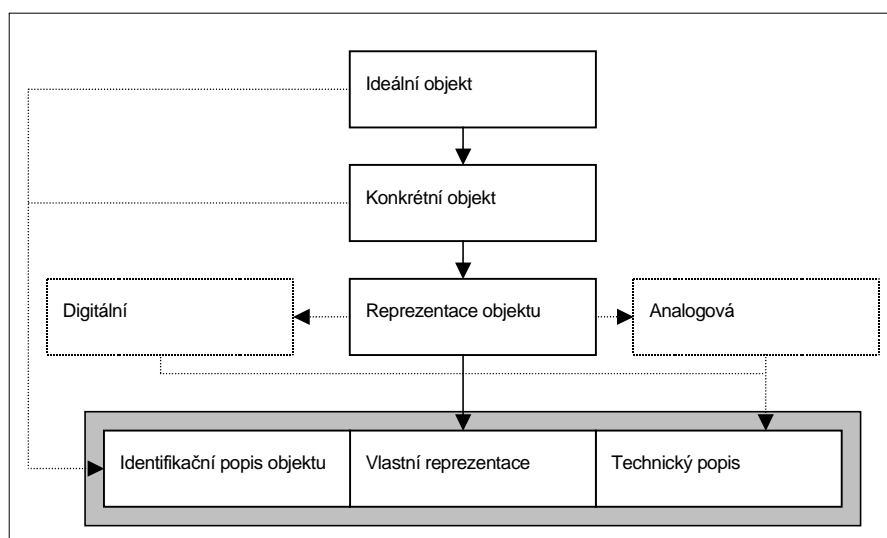 Ideální objekt
Konkrétní objekt
Digitální
Reprezentace objektu
Analogová
Identifikační popis objektu
Vlastní reprezentace
Technický popis